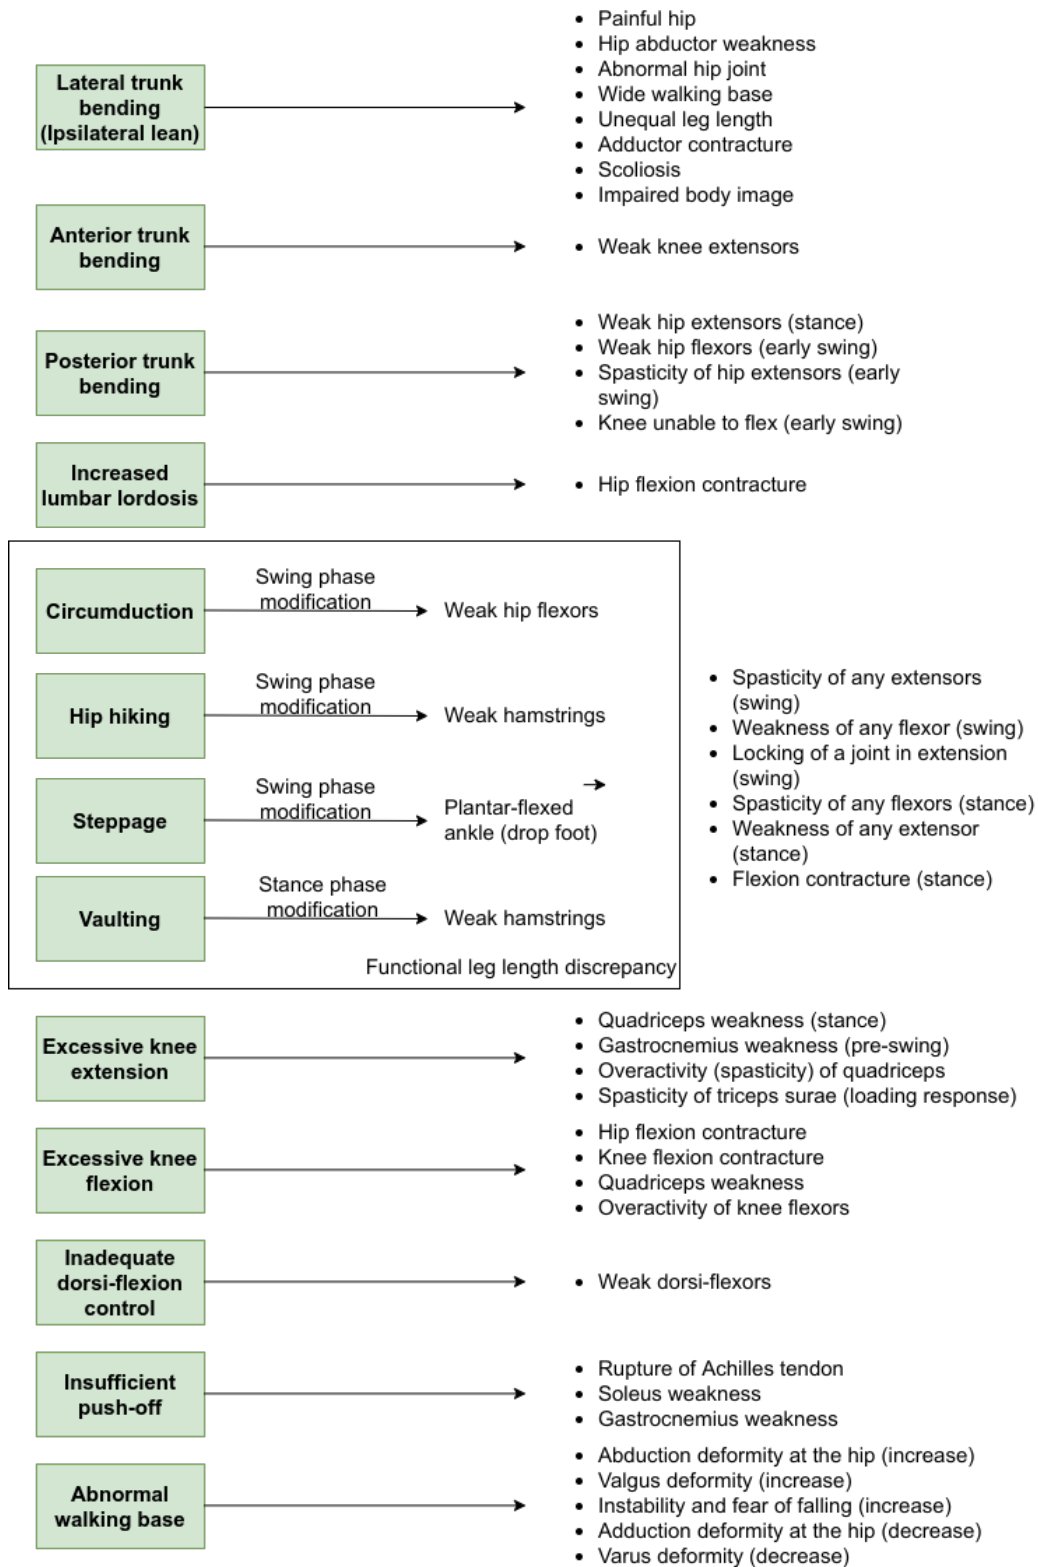 Lateral trunk
bending
(Ipsilateral lean)
• Painful hip
• Hip abductor weakness
• Abnormal hip joint
• Wide walking base
• Unequal leg length
• Adductor contracture
• Scoliosis
• Impaired body image
Anterior trunk
bending
• Weak knee extensors
Posterior trunk
bending
• Weak hip extensors (stance)
• Weak hip flexors (early swing)
• Spasticity of hip extensors (early
swing)
• Knee unable to flex (early swing)
Increased
lumbar lordosis
• Hip flexion contracture
Circumduction
Swing phase
modification
Weak hip flexors
Hip hiking
Swing phase
modification
Weak hamstrings
Steppage
Swing phase
modification
Plantar-flexed
ankle (drop foot)
Vaulting
Stance phase
modification
Weak hamstrings
Functional leg length discrepancy
• Spasticity of any extensors
(swing)
• Weakness of any flexor (swing)
• Locking of a joint in extension
(swing)
• Spasticity of any flexors (stance)
• Weakness of any extensor
(stance)
• Flexion contracture (stance)
Excessive knee
extension
• Quadriceps weakness (stance)
• Gastrocnemius weakness (pre-swing)
• Overactivity (spasticity) of quadriceps
• Spasticity of triceps surae (loading response)
Excessive knee
flexion
• Hip flexion contracture
• Knee flexion contracture
• Quadriceps weakness
• Overactivity of knee flexors
Inadequate
dorsi-flexion
control
• Weak dorsi-flexors
Insufficient
push-off
• Rupture of Achilles tendon
• Soleus weakness
• Gastrocnemius weakness
Abnormal
walking base
• Abduction deformity at the hip (increase)
• Valgus deformity (increase)
• Instability and fear of falling (increase)
• Adduction deformity at the hip (decrease)
• Varus deformity (decrease)